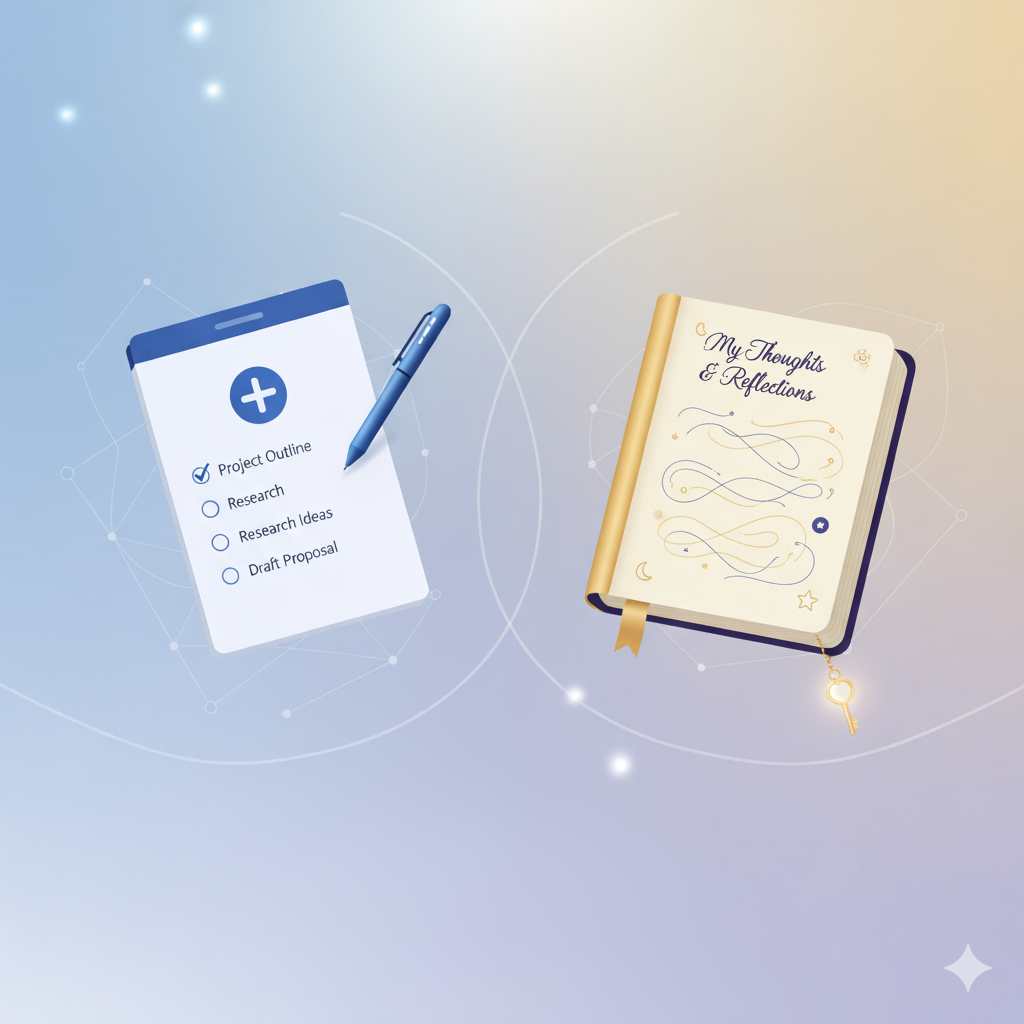 Project Outline
Research
Research Ideas
Draft Proposal
My Thoughts
& Reflections